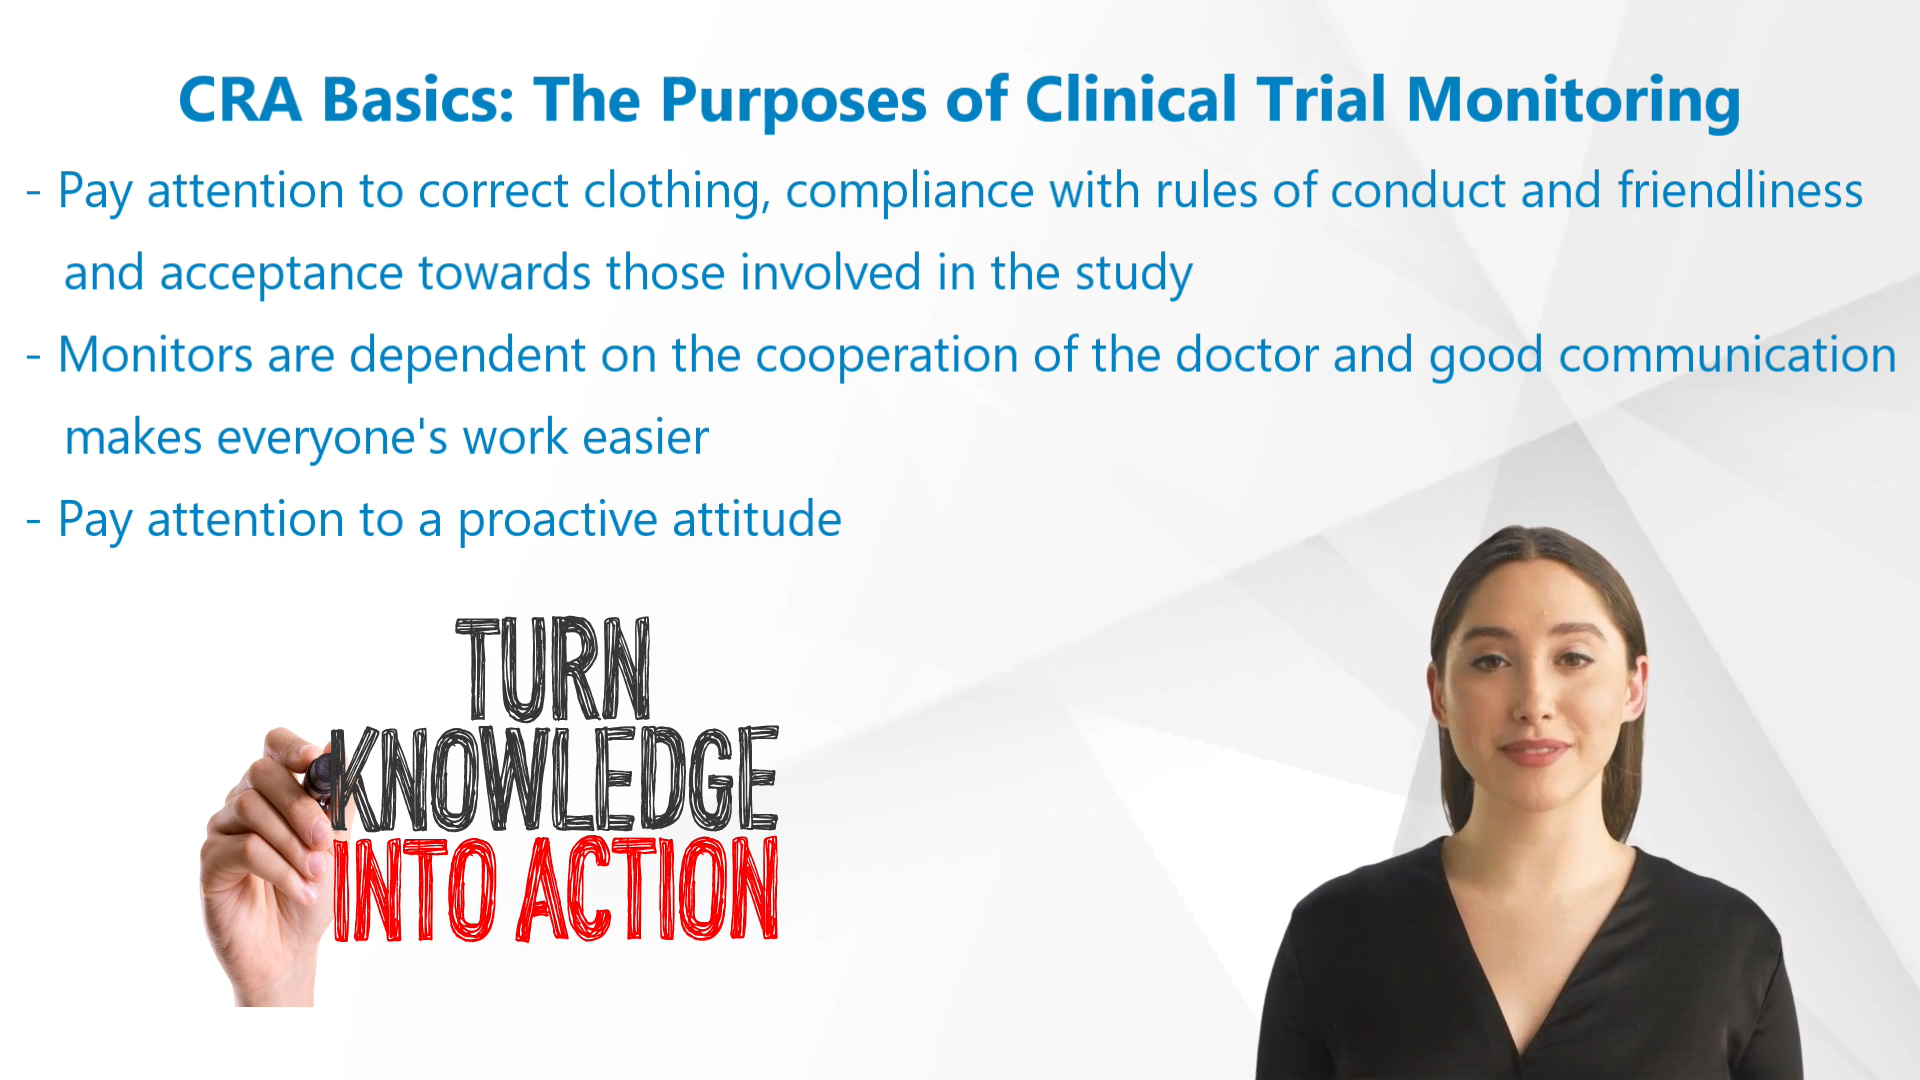 CRA Basics: The Purposes of Clinical Trial Monitoring
- Pay attention to correct clothing, compliance with rules of conduct and friendliness
and acceptance towards those involved in the study
- Monitors are dependent on the cooperation of the doctor and good communication
makes everyone's work easier
- Pay attention to a proactive attitude
TURN
KNOWLEDGE
INTO ACTION